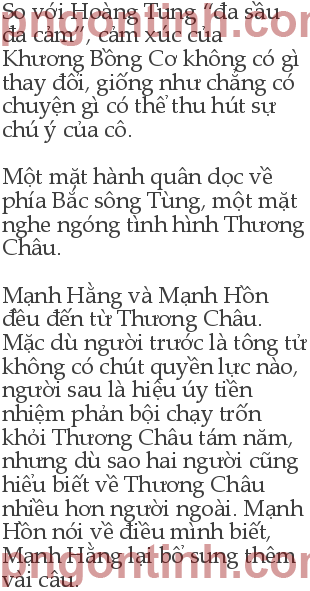 So với Hoàng Tùng “đa sầu
đa cảm”, cảm xúc của
Khương Bồng Cơ không có gì
thay đổi, giống như chẳng có
chuyện gì có thể thu hút sự
chú ý của cô.
Một mặt hành quân dọc về
phía Bắc sông Tùng, một mặt
nghe ngóng tình hình Thương
Châu.
Mạnh Hằng và Mạnh Hồn
đều đến từ Thương Châu.
Mặc dù người trước là tông tử
không có chút quyền lực nào,
người sau là hiệu úy tiền
nhiệm phản bội chạy trốn
khỏi Thương Châu tám năm,
nhưng dù sao hai người cũng
hiểu biết về Thương Châu
nhiều hơn người ngoài. Mạnh
Hồn nói về điều mình biết,
Mạnh Hằng lại bổ sung thêm
vài câu.